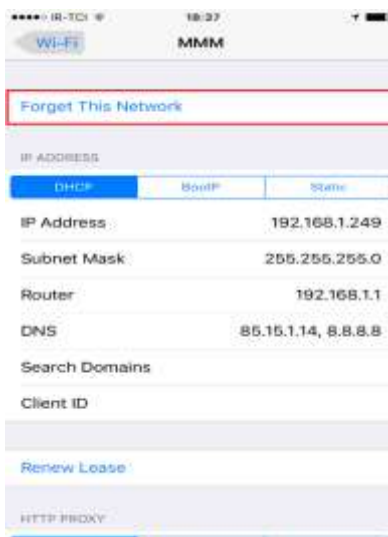 IR-TCI 18:37
Wi-Fi MMM
Forget This Network
IP ADDRESS
DHCP BootP Static
IP Address 192.168.1.249
Subnet Mask 255.255.255.0
Router 192.168.1.1
DNS 85.15.1.14, 8.8.8.8
Search Domains
Client ID
Renew Lease
HTTP PROXY